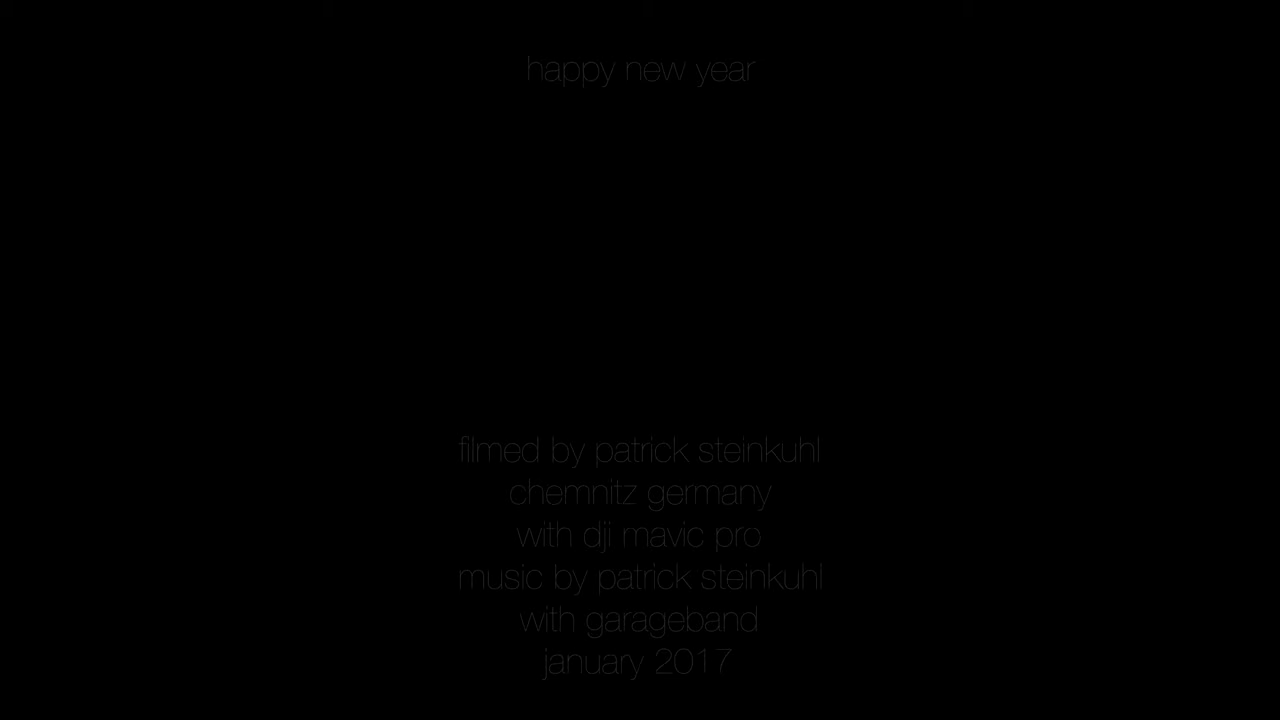 happy new year
filmed by patrick steinkuhl
chemnitz germany
with dji mavic pro
music by patrick steinkuhl
with garageband
january 2017